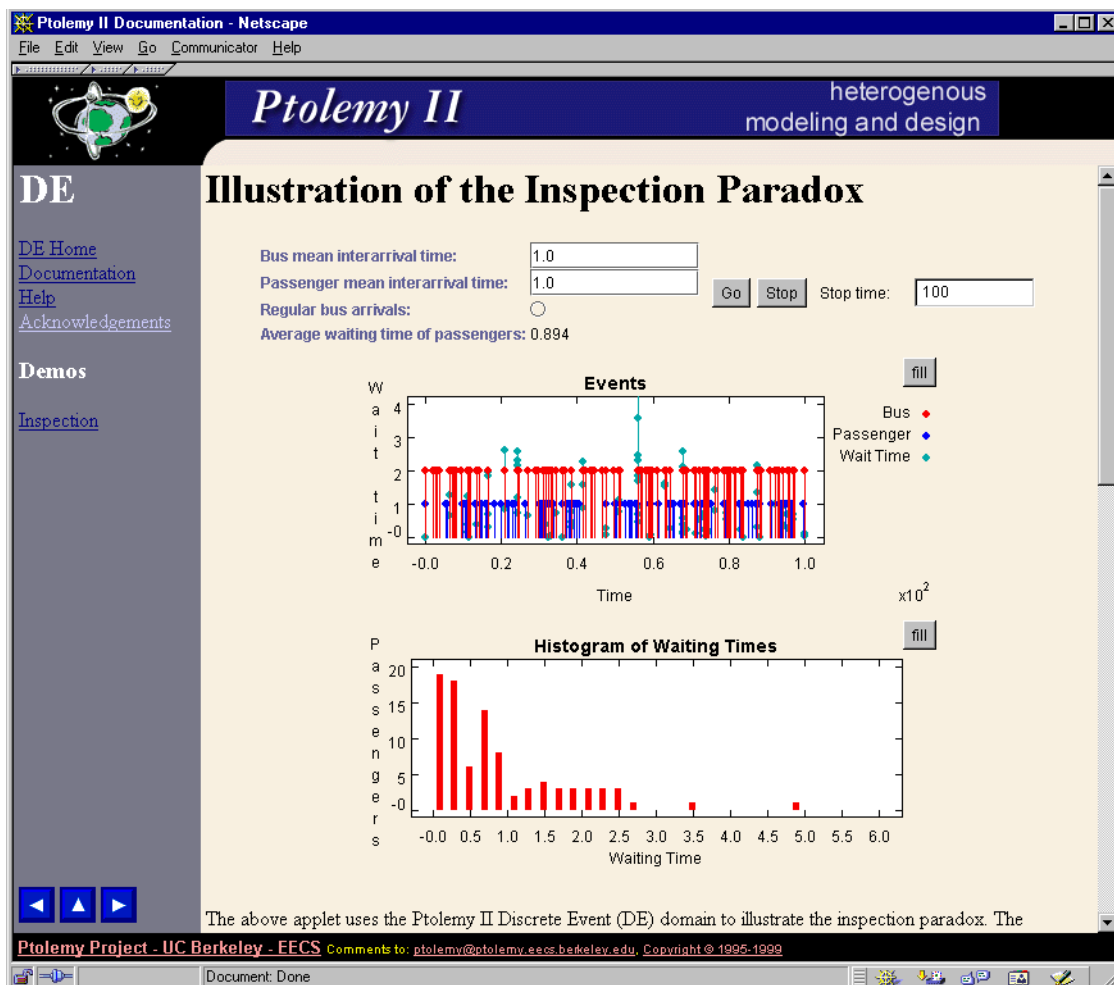 Ptolemy II Documentation - Netscape
File Edit View Go Communicator Help
Ptolemy II
heterogenous
modeling and design
DE
DE Home
Documentation
Help
Acknowledgements
Demos
Inspection
Illustration of the Inspection Paradox
Bus mean interarrival time: 1.0
Passenger mean interarrival time: 1.0
Regular bus arrivals:
Average waiting time of passengers: 0.894
Go Stop Stop time: 100
fill
Events
Wait time
4
3
2
1
-0
-0.0 0.2 0.4 0.6 0.8 1.0
Time
x10^2
Bus
Passenger
Wait Time
fill
Histogram of Waiting Times
Passengers
20
15
10
5
-0
-0.0 0.5 1.0 1.5 2.0 2.5 3.0 3.5 4.0 4.5 5.0 5.5 6.0
Waiting Time
The above applet uses the Ptolemy II Discrete Event (DE) domain to illustrate the inspection paradox. The
Ptolemy Project - UC Berkeley - EECS Comments to: ptolemy@ptolemy.eecs.berkeley.edu, Copyright © 1995-1999
Document: Done